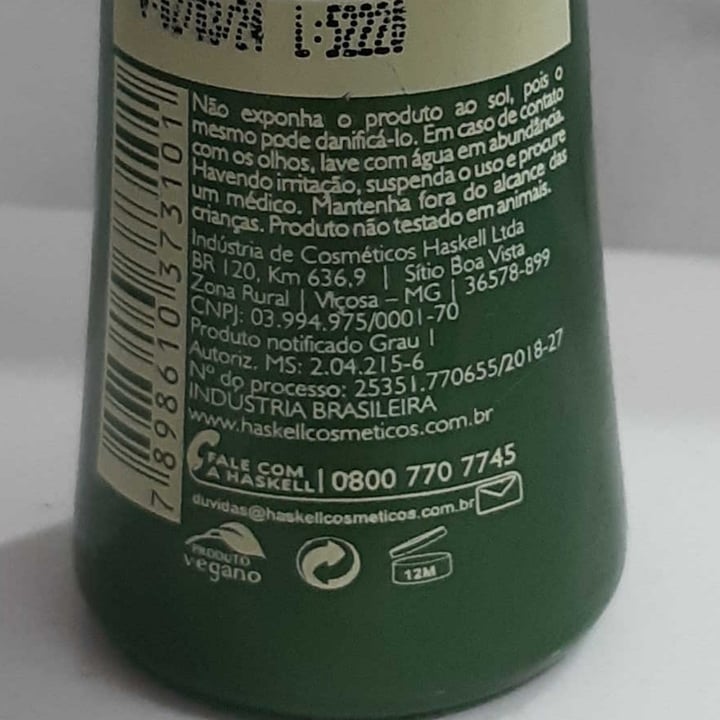 L:52226
Não exponha o produto ao sol, pois o
mesmo pode danificá-lo. Em caso de contato
com os olhos, lave com água em abundância.
Havendo irritação, suspenda o uso e procure
um médico. Mantenha fora do alcance das
crianças. Produto não testado em animais.
Indústria de Cosméticos Haskell Ltda
BR 120, Km 636,9 | Sítio Boa Vista
Zona Rural | Viçosa – MG | 36578-899
CNPJ: 03.994.975/0001-70
Produto notificado Grau I
Autoriz. MS: 2.04.215-6
Nº do processo: 25351.770655/2018-27
INDÚSTRIA BRASILEIRA
www.haskellcosmeticos.com.br
FALE COM
A HASKELL | 0800 770 7745
duvidas@haskellcosmeticos.com.br
PRODUTO
vegano
12M
7898610373101